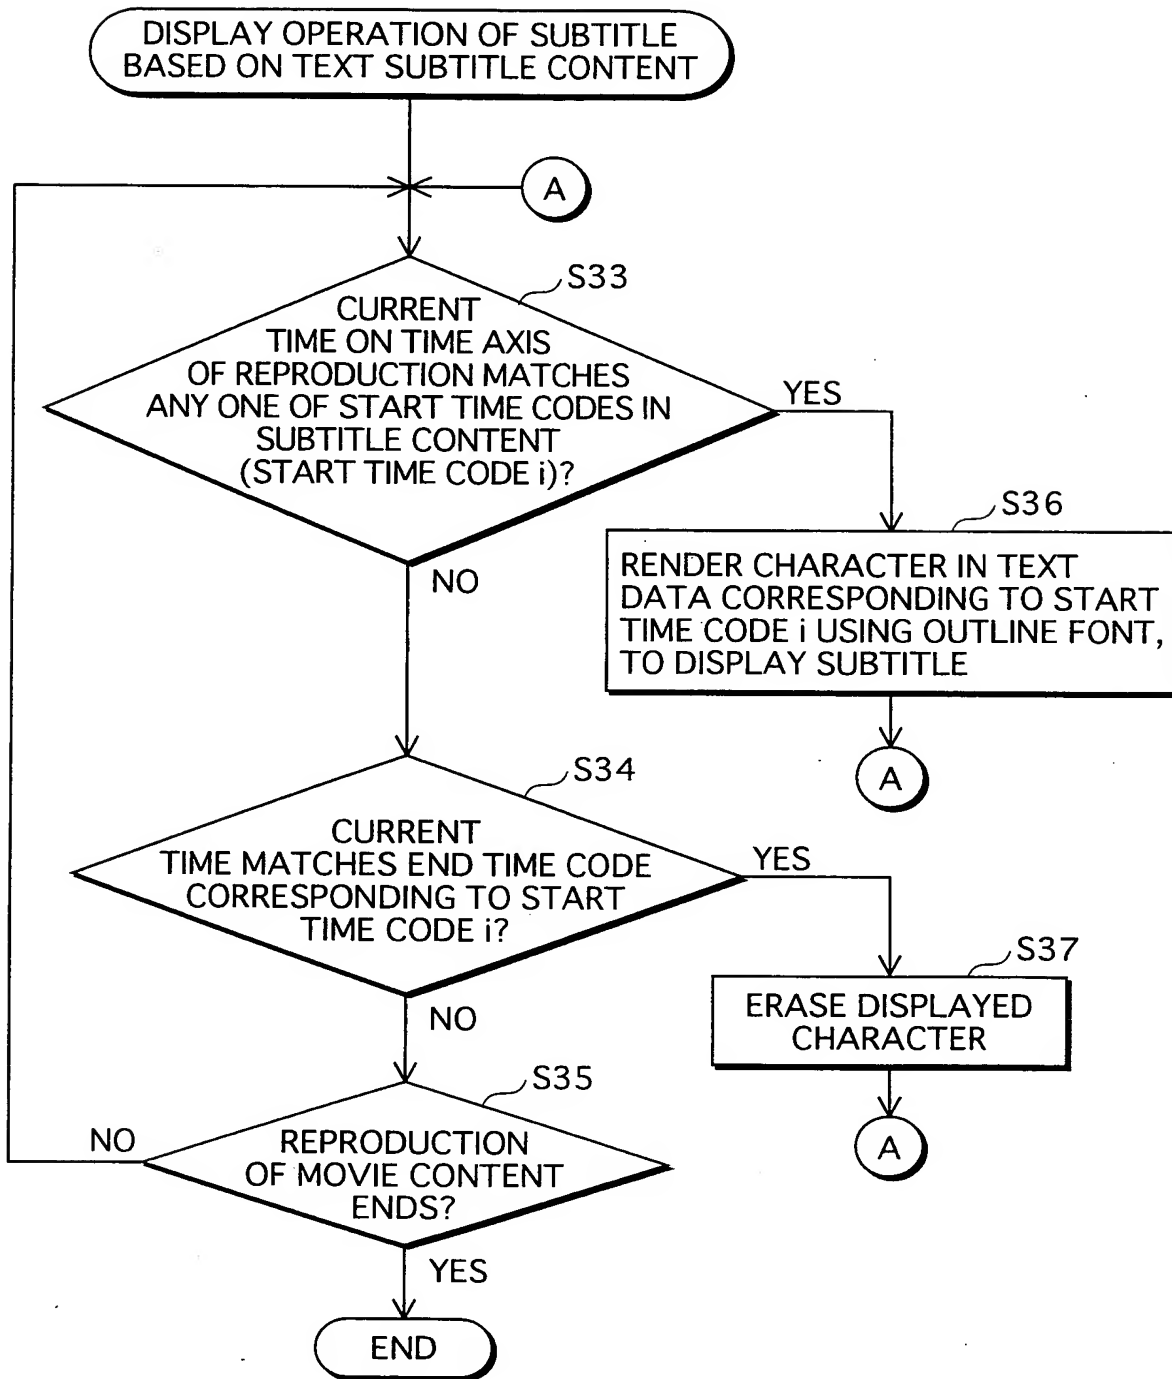 DISPLAY OPERATION OF SUBTITLE
BASED ON TEXT SUBTITLE CONTENT
A
S33
CURRENT
TIME ON TIME AXIS
OF REPRODUCTION MATCHES
ANY ONE OF START TIME CODES IN
SUBTITLE CONTENT
(START TIME CODE i)?
YES
NO
S36
RENDER CHARACTER IN TEXT
DATA CORRESPONDING TO START
TIME CODE i USING OUTLINE FONT,
TO DISPLAY SUBTITLE
A
S34
CURRENT
TIME MATCHES END TIME CODE
CORRESPONDING TO START
TIME CODE i?
YES
NO
S37
ERASE DISPLAYED
CHARACTER
A
S35
REPRODUCTION
OF MOVIE CONTENT
ENDS?
NO
YES
END